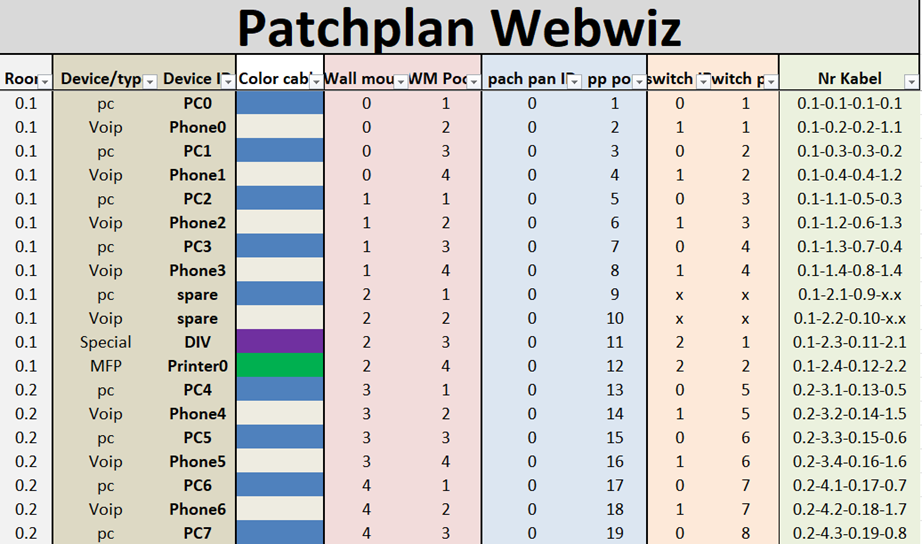 Patchplan Webwiz
Room Device/typ Device ID Color cabl Wall mou WM Poo pach pan ID pp po switch ID witch p Nr Kabel
0.1 pc PC0 0 1 0 1 0 1 0.1-0.1-0.1-0.1
0.1 Voip Phone0 0 2 0 2 1 1 0.1-0.2-0.2-1.1
0.1 pc PC1 0 3 0 3 0 2 0.1-0.3-0.3-0.2
0.1 Voip Phone1 0 4 0 4 1 2 0.1-0.4-0.4-1.2
0.1 pc PC2 1 1 0 5 0 3 0.1-1.1-0.5-0.3
0.1 Voip Phone2 1 2 0 6 1 3 0.1-1.2-0.6-1.3
0.1 pc PC3 1 3 0 7 0 4 0.1-1.3-0.7-0.4
0.1 Voip Phone3 1 4 0 8 1 4 0.1-1.4-0.8-1.4
0.1 pc spare 2 1 0 9 x x 0.1-2.1-0.9-x.x
0.1 Voip spare 2 2 0 10 x x 0.1-2.2-0.10-x.x
0.1 Special DIV 2 3 0 11 2 1 0.1-2.3-0.11-2.1
0.1 MFP Printer0 2 4 0 12 2 2 0.1-2.4-0.12-2.2
0.2 pc PC4 3 1 0 13 0 5 0.2-3.1-0.13-0.5
0.2 Voip Phone4 3 2 0 14 1 5 0.2-3.2-0.14-1.5
0.2 pc PC5 3 3 0 15 0 6 0.2-3.3-0.15-0.6
0.2 Voip Phone5 3 4 0 16 1 6 0.2-3.4-0.16-1.6
0.2 pc PC6 4 1 0 17 0 7 0.2-4.1-0.17-0.7
0.2 Voip Phone6 4 2 0 18 1 7 0.2-4.2-0.18-1.7
0.2 pc PC7 4 3 0 19 0 8 0.2-4.3-0.19-0.8